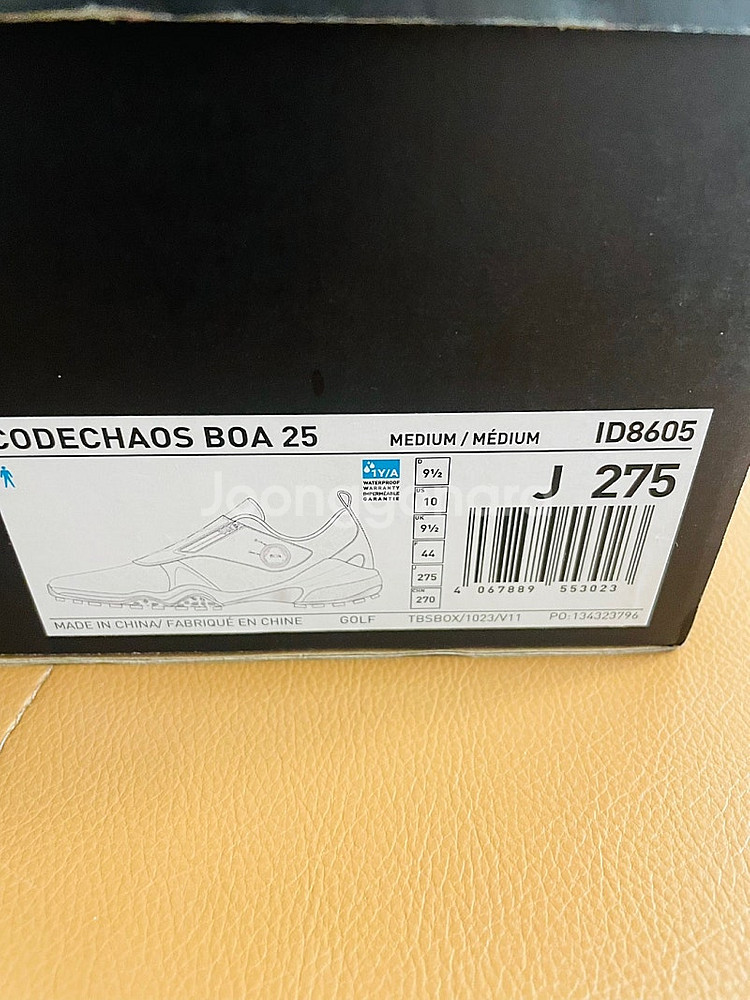 CODECHAOS BOA 25
MEDIUM / MÉDIUM
ID8605
J 275
1Y/A
WATERPROOF
WARRANTY
IMPERMÉABLE
GARANTIE
D 9½
US 10
UK 9½
F 44
J 275
CHN 270
4 067889 553023
Joonggonara
MADE IN CHINA/ FABRIQUÉ EN CHINE
GOLF
TBSBOX/1023/V11
PO:134323796